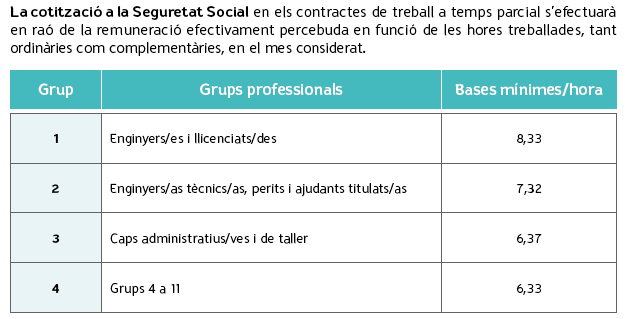 La cotització a la Seguretat Social en els contractes de treball a temps parcial s'efectuarà
en raó de la remuneració efectivament percebuda en funció de les hores treballades, tant
ordinàries com complementàries, en el mes considerat.
Grup Grups professionals Bases mínimes/hora
1 Enginyers/es i llicenciats/des 8,33
2 Enginyers/as tècnics/as, perits i ajudants titulats/as 7,32
3 Caps administratius/ves i de taller 6,37
4 Grups 4 a 11 6,33